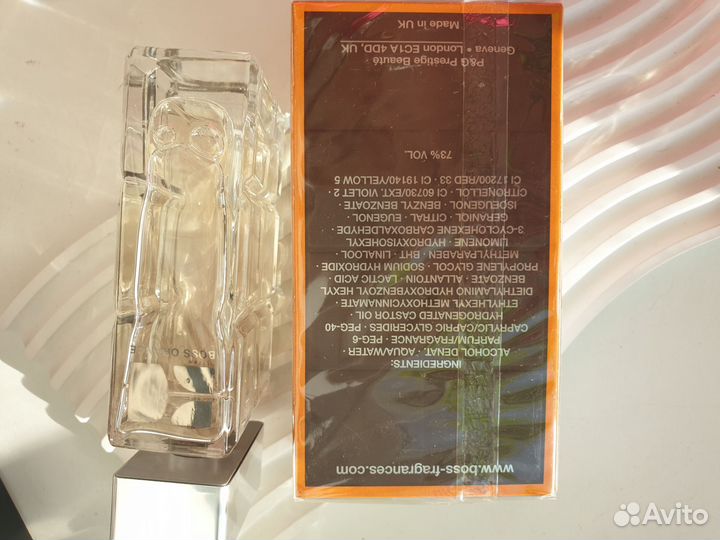 www.boss-fragrances.com
INGREDIENTS:
ALCOHOL DENAT. · AQUA/WATER ·
PARFUM/FRAGRANCE · PEG-6
CAPRYLIC/CAPRIC GLYCERIDES · PEG-40
HYDROGENATED CASTOR OIL ·
ETHYLHEXYL METHOXYCINNAMATE ·
DIETHYLAMINO HYDROXYBENZOYL HEXYL
BENZOATE · ALLANTOIN · LACTIC ACID ·
PROPYLENE GLYCOL · SODIUM HYDROXIDE ·
METHYLPARABEN · BHT · LINALOOL ·
LIMONENE · HYDROXYISOHEXYL
3-CYCLOHEXENE CARBOXALDEHYDE ·
GERANIOL · CITRAL · EUGENOL ·
ISOEUGENOL · BENZYL BENZOATE ·
CITRONELLOL · CI 60730/EXT. VIOLET 2 ·
CI 17200/RED 33 · CI 19140/YELLOW 5
73% VOL.
P&G Prestige Beauté
Geneva • London EC1A 4DD, UK
Made in UK
BOSS
Avito